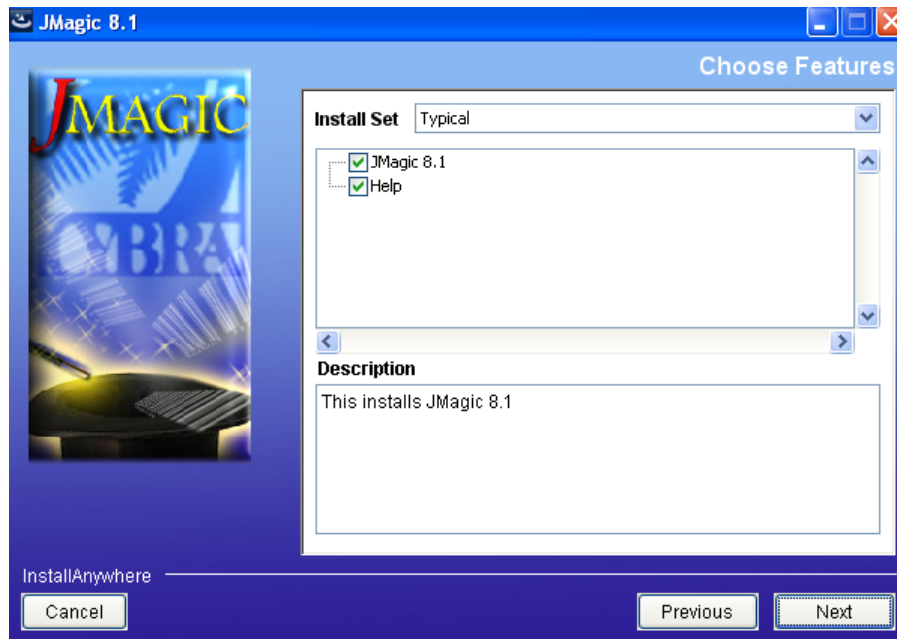 JMagic 8.1
Choose Features
JMAGIC
Install Set Typical
JMagic 8.1
Help
CYBRA
Description
This installs JMagic 8.1
InstallAnywhere
Cancel Previous Next